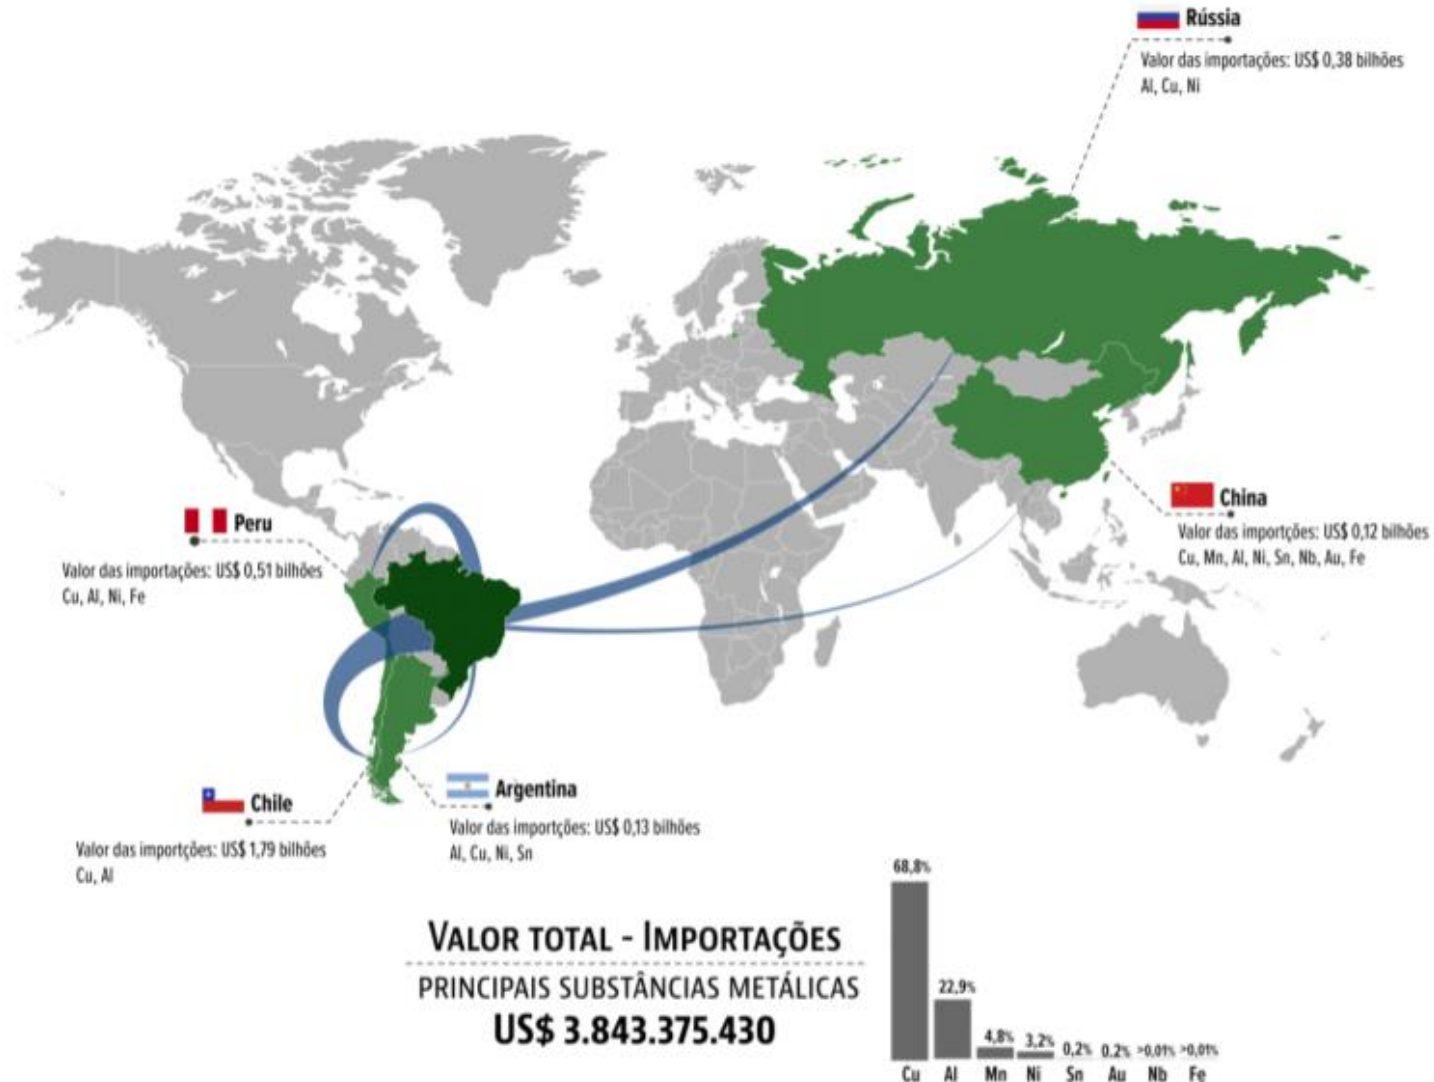 Rússia
Valor das importações: US$ 0,38 bilhões
Al, Cu, Ni
Peru
Valor das importações: US$ 0,51 bilhões
Cu, Al, Ni, Fe
China
Valor das importções: US$ 0,12 bilhões
Cu, Mn, Al, Ni, Sn, Nb, Au, Fe
Chile
Valor das importções: US$ 1,79 bilhões
Cu, Al
Argentina
Valor das importções: US$ 0,13 bilhões
Al, Cu, Ni, Sn
VALOR TOTAL - IMPORTAÇÕES
PRINCIPAIS SUBSTÂNCIAS METÁLICAS
US$ 3.843.375.430
68,8%
22,9%
4,8% 3,2% 0,2% 0.2% >0.01% >0,01%
Cu Al Mn Ni Sn Au Nb Fe